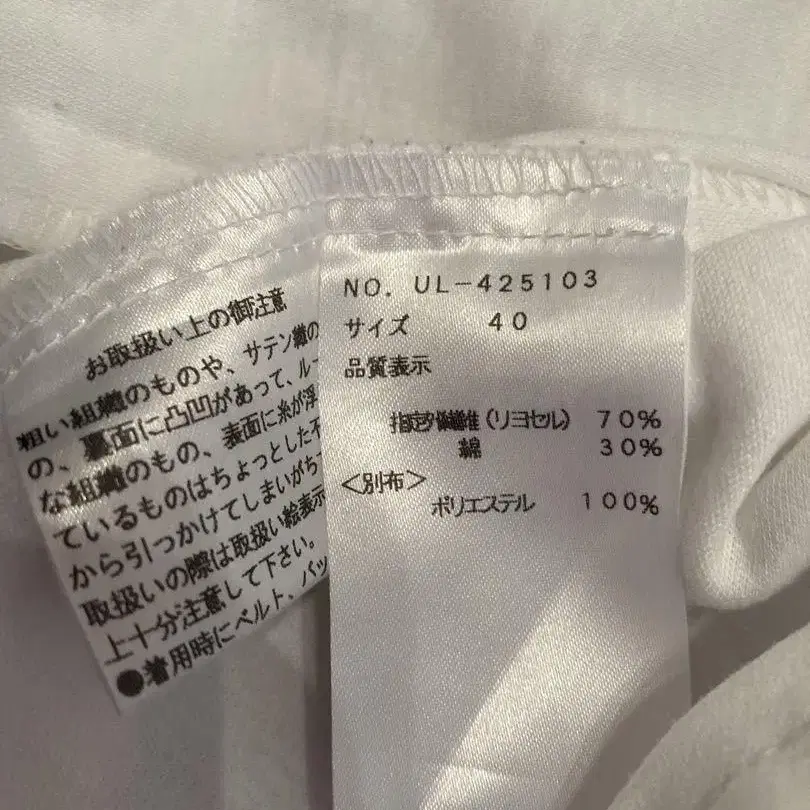 お取扱い上の御注意
粗い組織のものや、サテン織の
の、裏面に凸凹があって、ルー
な組織のもの、表面に糸が浮
ているものはちょっとした不
から引っかけてしまいがちで
取扱いの際は取扱い絵表示
上十分注意して下さい。
●着用時にベルト、バッ
NO. UL-425103
サイズ 40
品質表示
指定外繊維(リヨセル) 70%
綿 30%
<別布>
ポリエステル 100%